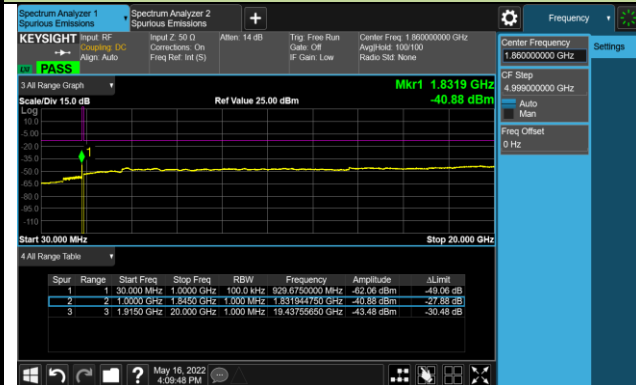 Spectrum Analyzer 1
Spurious Emissions
Spectrum Analyzer 2
Spurious Emissions
+
Frequency
KEYSIGHT
Input: RF
Coupling: DC
Align: Auto
Input Z: 50 Ω
Corrections: On
Freq Ref: Int (S)
Atten: 14 dB
Trig: Free Run
Gate: Off
IF Gain: Low
Center Freq: 1.860000000 GHz
Avg|Hold: 100/100
Radio Std: None
PASS
Center Frequency
1.860000000 GHz
Settings
CF Step
4.999000000 GHz
Auto
Man
Freq Offset
0 Hz
3 All Range Graph
Mkr1 1.8319 GHz
Scale/Div 15.0 dB
Ref Value 25.00 dBm
-40.88 dBm
Log
10.0
-5.00
-20.0
-35.0
-50.0
-65.0
-80.0
-95.0
-110
1
Start 30.000 MHz
Stop 20.000 GHz
4 All Range Table
Spur Range Start Freq Stop Freq RBW Frequency Amplitude ΔLimit
1 1 30.000 MHz 1.0000 GHz 100.0 kHz 929.6750000 MHz -62.06 dBm -49.06 dB
2 2 1.0000 GHz 1.8450 GHz 1.000 MHz 1.831944750 GHz -40.88 dBm -27.88 dB
3 3 1.9150 GHz 20.000 GHz 1.000 MHz 19.43755650 GHz -43.48 dBm -30.48 dB
?
May 16, 2022
4:09:48 PM